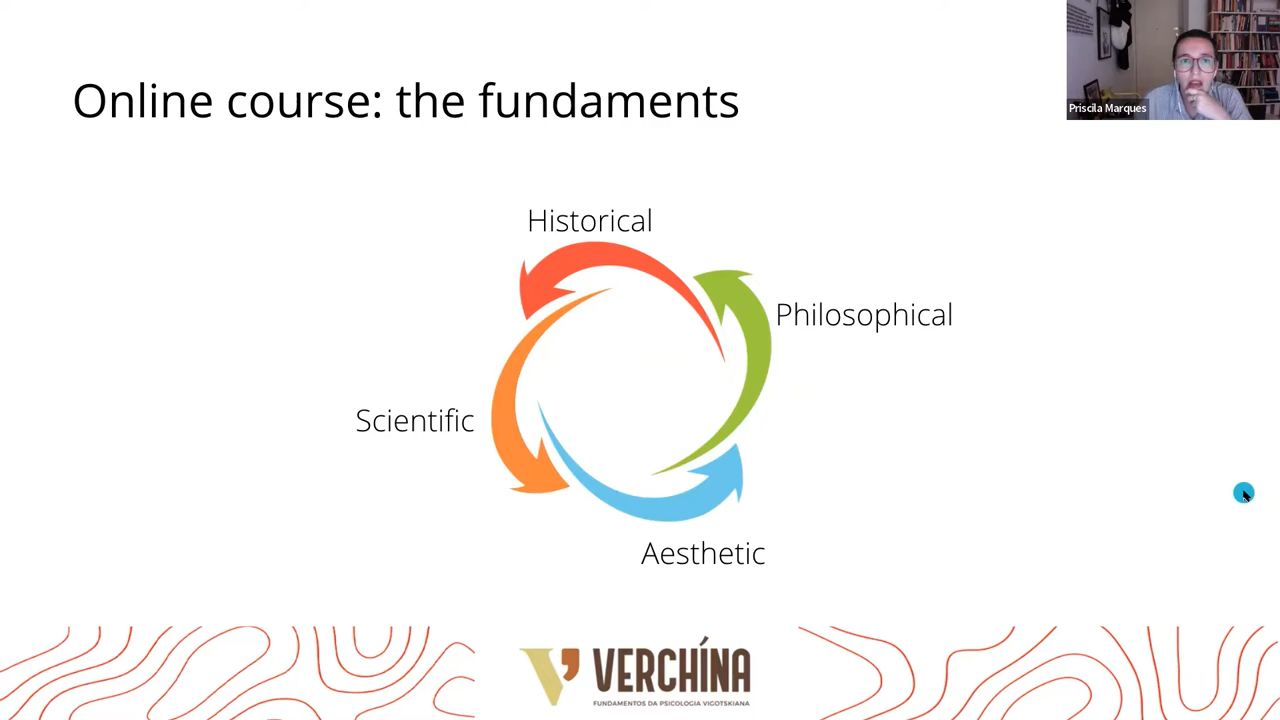 Online course: the fundaments
Priscila Marques
Historical
Philosophical
Scientific
Aesthetic
VERCHÍNA
FUNDAMENTOS DA PSICOLOGIA VIGOTSKIANA